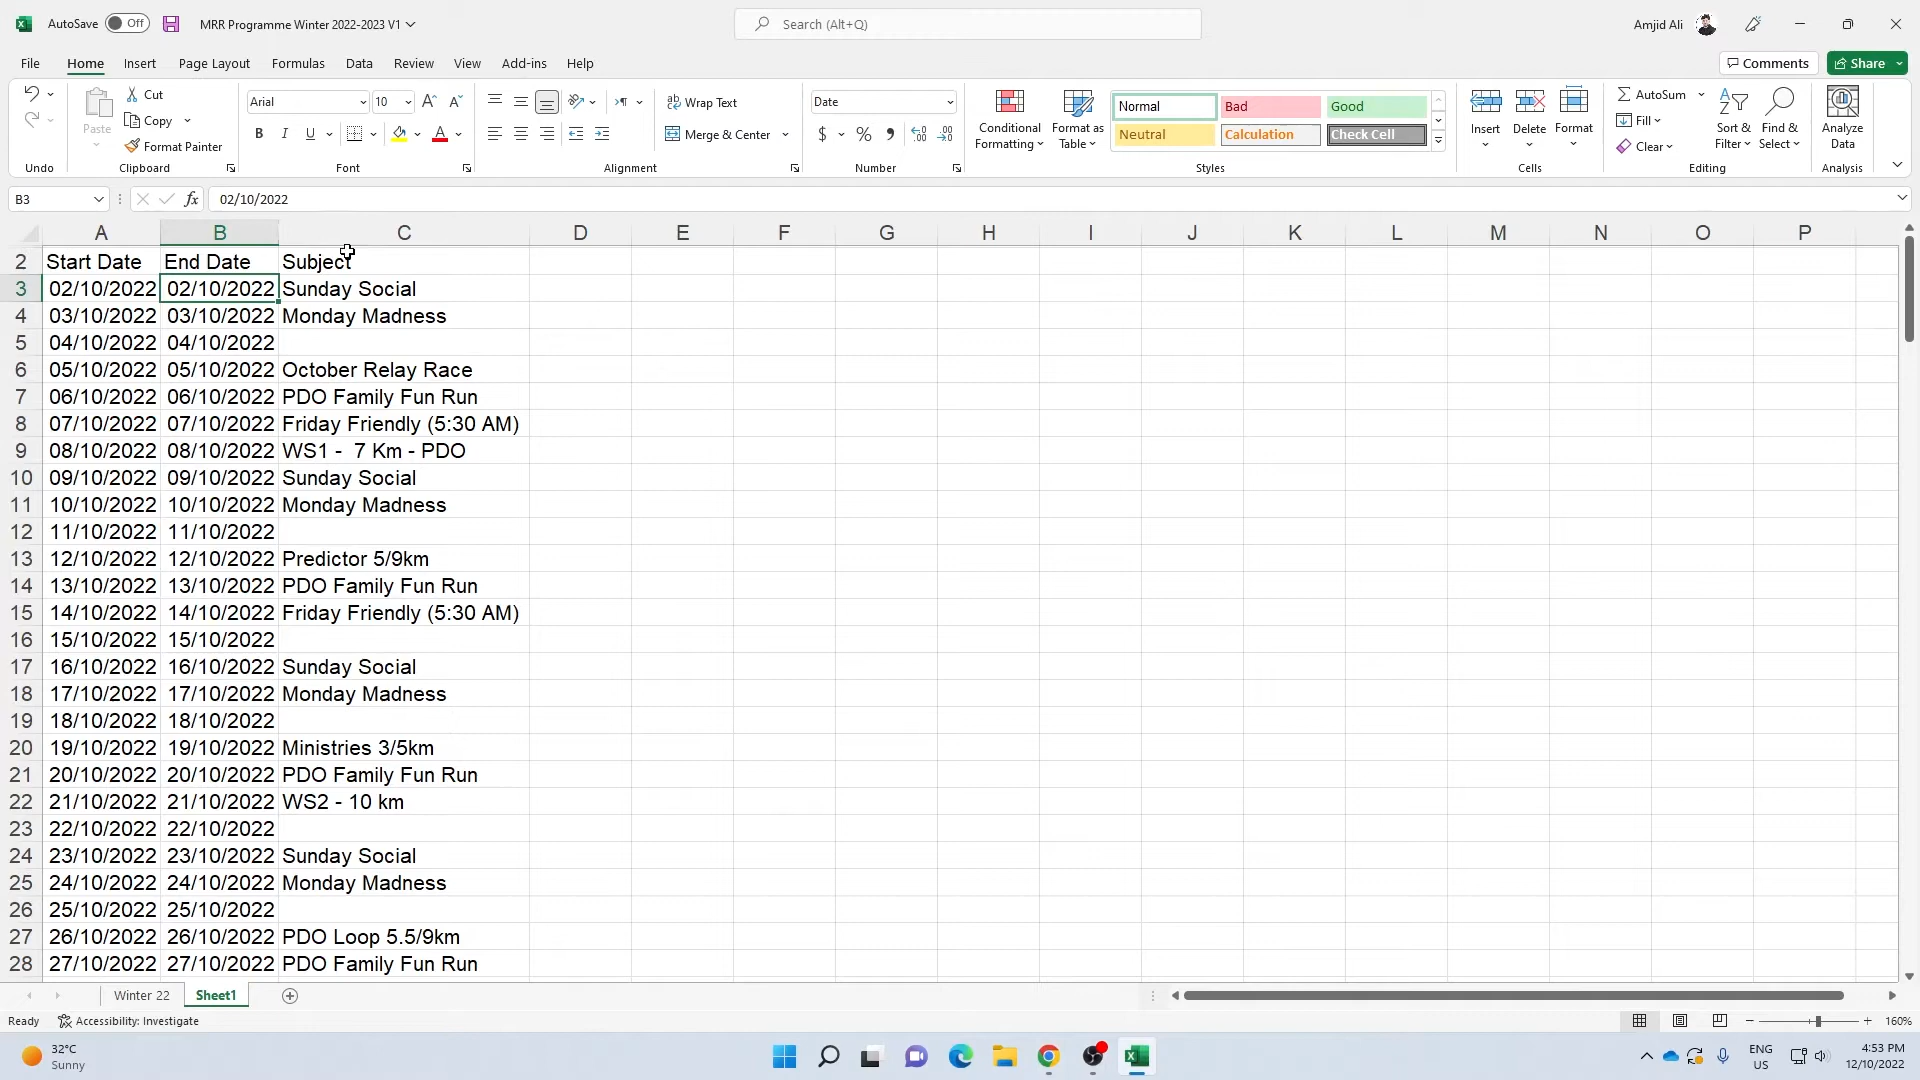 AutoSave Off MRR Programme Winter 2022-2023 V1 Search (Alt+Q) Amjid Ali
File Home Insert Page Layout Formulas Data Review View Add-ins Help Comments Share
Paste Cut Copy Format Painter
Arial 10
B I U A
Wrap Text
Merge & Center
Date
$ % ,
Conditional Formatting
Format as Table
Normal Bad Good
Neutral Calculation Check Cell
Insert Delete Format
AutoSum
Fill
Clear
Sort & Filter
Find & Select
Analyze Data
Undo Clipboard Font Alignment Number Styles Cells Editing Analysis
B3 fx 02/10/2022
A B C D E F G H I J K L M N O P
2 Start Date End Date Subject
3 02/10/2022 02/10/2022 Sunday Social
4 03/10/2022 03/10/2022 Monday Madness
5 04/10/2022 04/10/2022
6 05/10/2022 05/10/2022 October Relay Race
7 06/10/2022 06/10/2022 PDO Family Fun Run
8 07/10/2022 07/10/2022 Friday Friendly (5:30 AM)
9 08/10/2022 08/10/2022 WS1 -  7 Km - PDO
10 09/10/2022 09/10/2022 Sunday Social
11 10/10/2022 10/10/2022 Monday Madness
12 11/10/2022 11/10/2022
13 12/10/2022 12/10/2022 Predictor 5/9km
14 13/10/2022 13/10/2022 PDO Family Fun Run
15 14/10/2022 14/10/2022 Friday Friendly (5:30 AM)
16 15/10/2022 15/10/2022
17 16/10/2022 16/10/2022 Sunday Social
18 17/10/2022 17/10/2022 Monday Madness
19 18/10/2022 18/10/2022
20 19/10/2022 19/10/2022 Ministries 3/5km
21 20/10/2022 20/10/2022 PDO Family Fun Run
22 21/10/2022 21/10/2022 WS2 - 10 km
23 22/10/2022 22/10/2022
24 23/10/2022 23/10/2022 Sunday Social
25 24/10/2022 24/10/2022 Monday Madness
26 25/10/2022 25/10/2022
27 26/10/2022 26/10/2022 PDO Loop 5.5/9km
28 27/10/2022 27/10/2022 PDO Family Fun Run
Winter 22 Sheet1
Ready Accessibility: Investigate 160%
32°C
Sunny
ENG
US
4:53 PM
12/10/2022